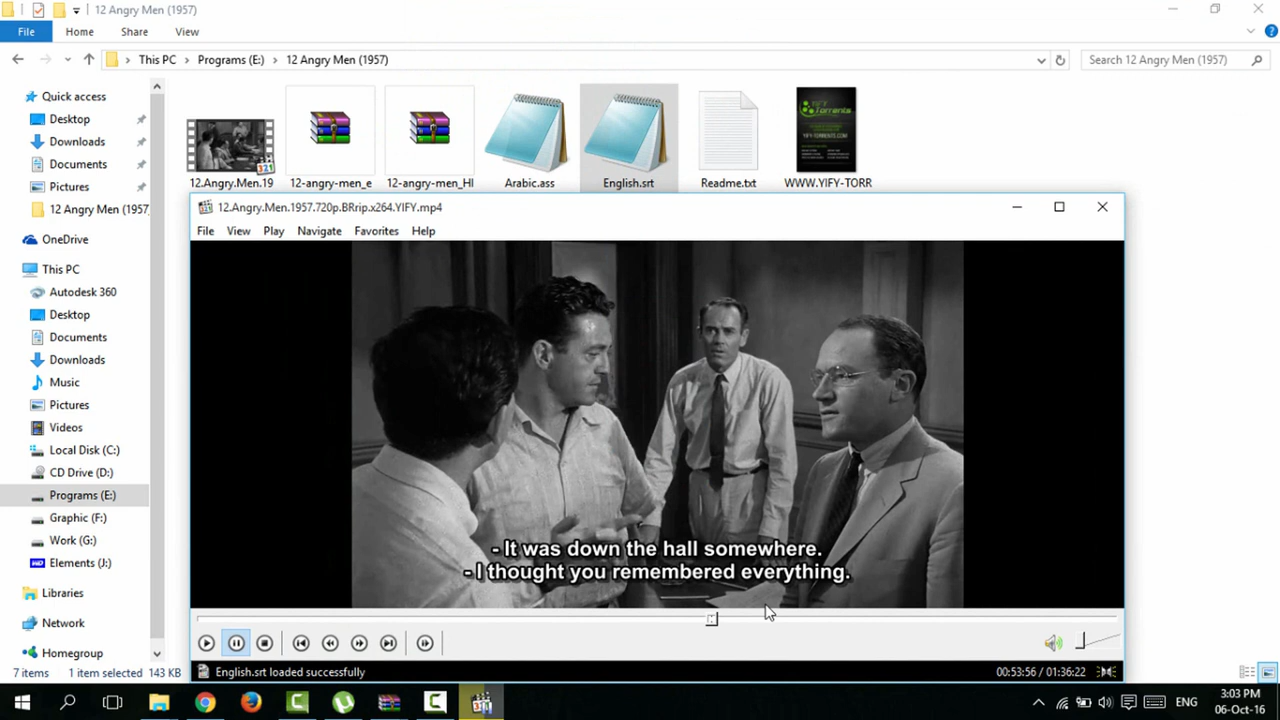 12 Angry Men (1957)
File Home Share View
This PC Programs (E:) 12 Angry Men (1957)
Search 12 Angry Men (1957)
Quick access
Desktop
Downloads
Documents
Pictures
12 Angry Men (1957
OneDrive
This PC
Autodesk 360
Desktop
Documents
Downloads
Music
Pictures
Videos
Local Disk (C:)
CD Drive (D:)
Programs (E:)
Graphic (F:)
Work (G:)
Elements (J:)
Libraries
Network
Homegroup
7 items 1 item selected 143 KB
YIFY
Torrents
321
12.Angry.Men.19 12-angry-men_e 12-angry-men_HI Arabic.ass English.srt Readme.txt WWW.YIFY-TORR
12.Angry.Men.1957.720p.BRrip.x264.YIFY.mp4
File View Play Navigate Favorites Help
- It was down the hall somewhere.
- I thought you remembered everything.
English.srt loaded successfully
00:53:56 / 01:36:22
ENG
3:03 PM
06-Oct-16